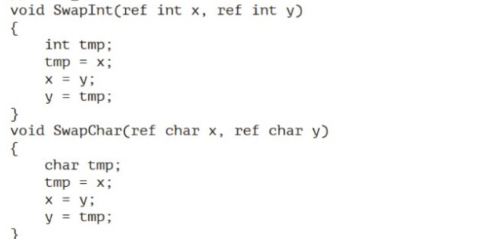 void SwapInt(ref int x, ref int y)
{
    int tmp;
    tmp = x;
    x = y;
    y = tmp;
}
void SwapChar(ref char x, ref char y)
{
    char tmp;
    tmp = x;
    x = y;
    y = tmp;
}